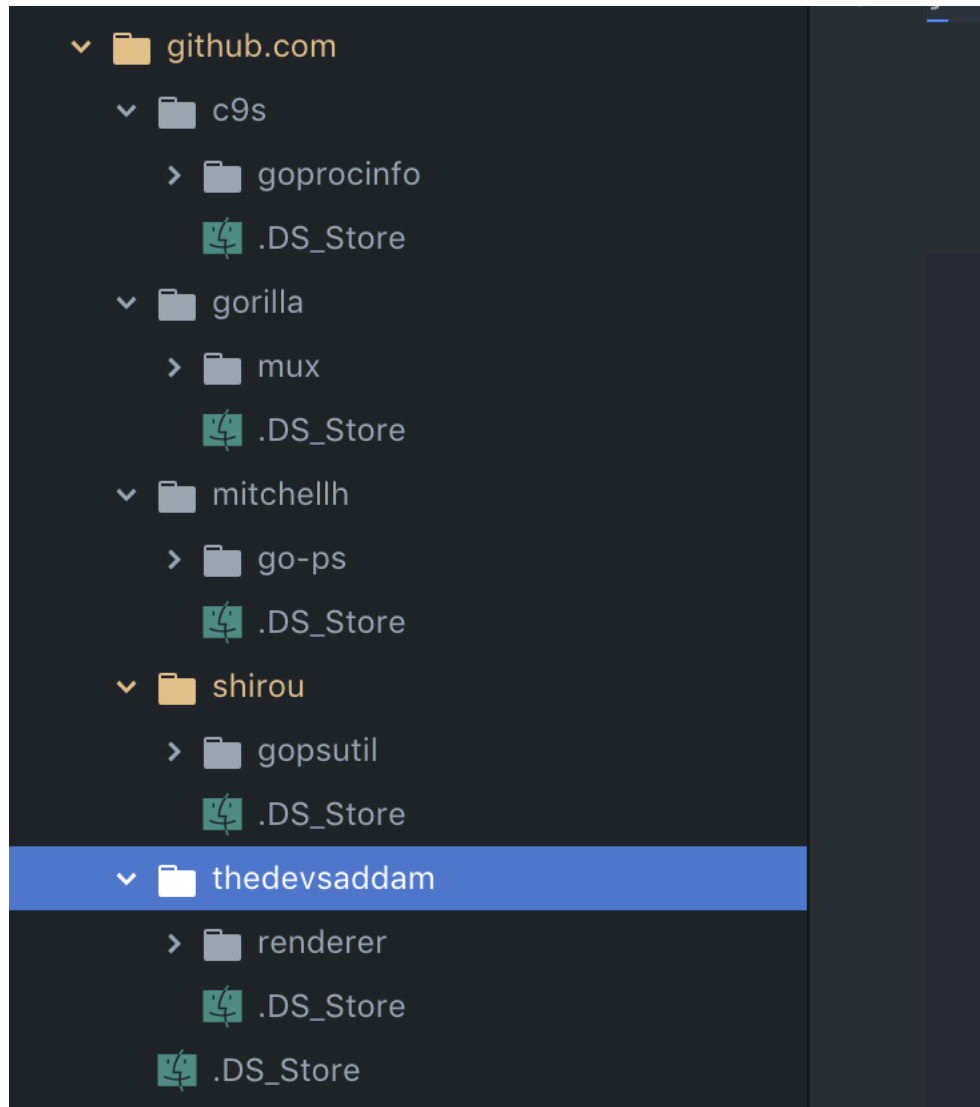 github.com
c9s
goprocinfo
.DS_Store
gorilla
mux
.DS_Store
mitchellh
go-ps
.DS_Store
shirou
gopsutil
.DS_Store
thedevsaddam
renderer
.DS_Store
.DS_Store